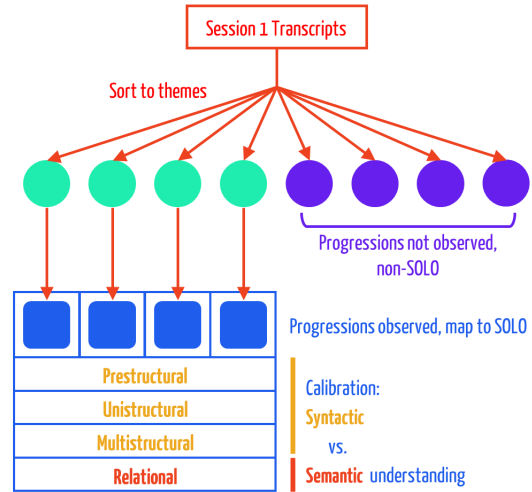 Session 1 Transcripts
Sort to themes
Progressions not observed,
non-SOLO
Progressions observed, map to SOLO
Prestructural
Unistructural
Multistructural
Relational
Calibration:
Syntactic
vs.
Semantic understanding